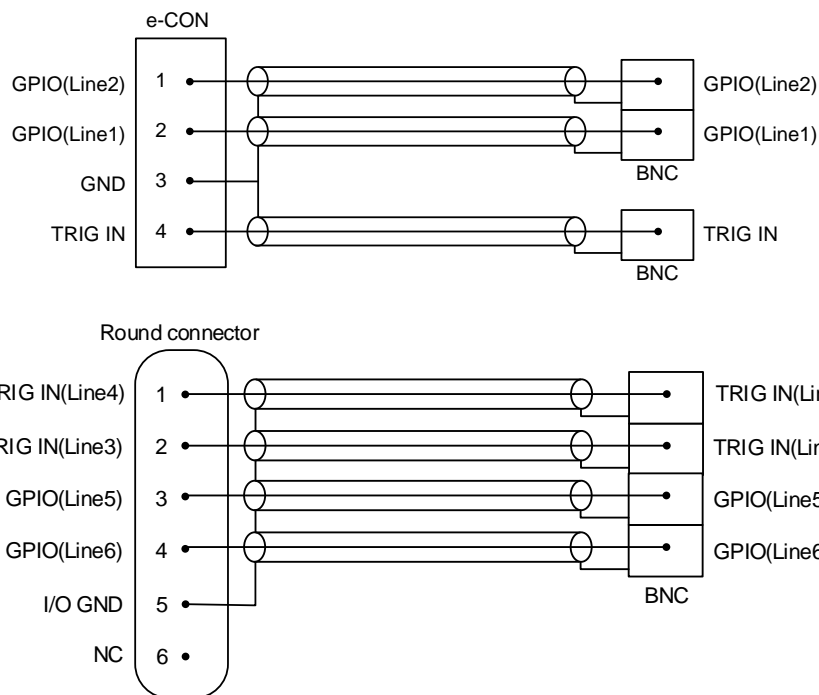 e-CON
GPIO(Line2) 1 GPIO(Line2)
GPIO(Line1) 2 GPIO(Line1)
GND 3
BNC
TRIG IN 4 TRIG IN
BNC
Round connector
RIG IN(Line4) 1 TRIG IN(Li
RIG IN(Line3) 2 TRIG IN(Li
GPIO(Line5) 3 GPIO(Line5
GPIO(Line6) 4 GPIO(Line6
I/O GND 5
BNC
NC 6